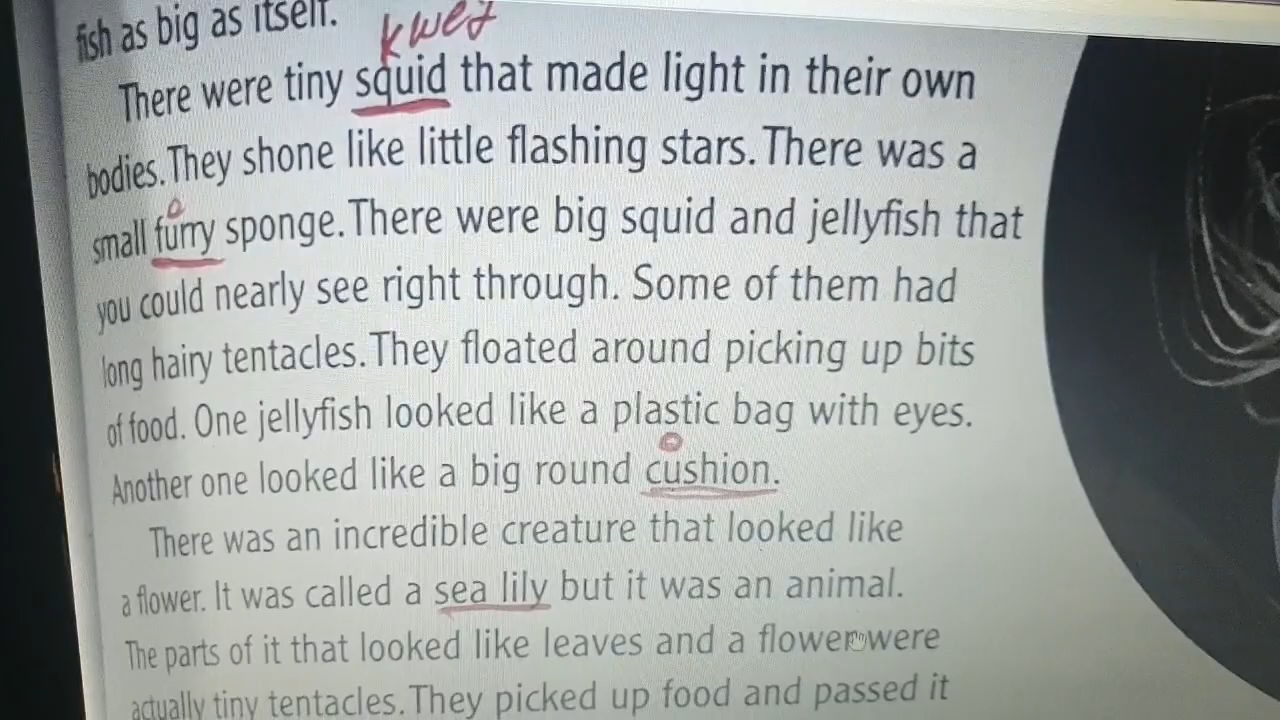 fish as big as itself.
There were tiny squid that made light in their own
bodies. They shone like little flashing stars. There was a
small furry sponge. There were big squid and jellyfish that
you could nearly see right through. Some of them had
long hairy tentacles. They floated around picking up bits
of food. One jellyfish looked like a plastic bag with eyes.
Another one looked like a big round cushion.
There was an incredible creature that looked like
a flower. It was called a sea lily but it was an animal.
The parts of it that looked like leaves and a flower were
actually tiny tentacles. They picked up food and passed it